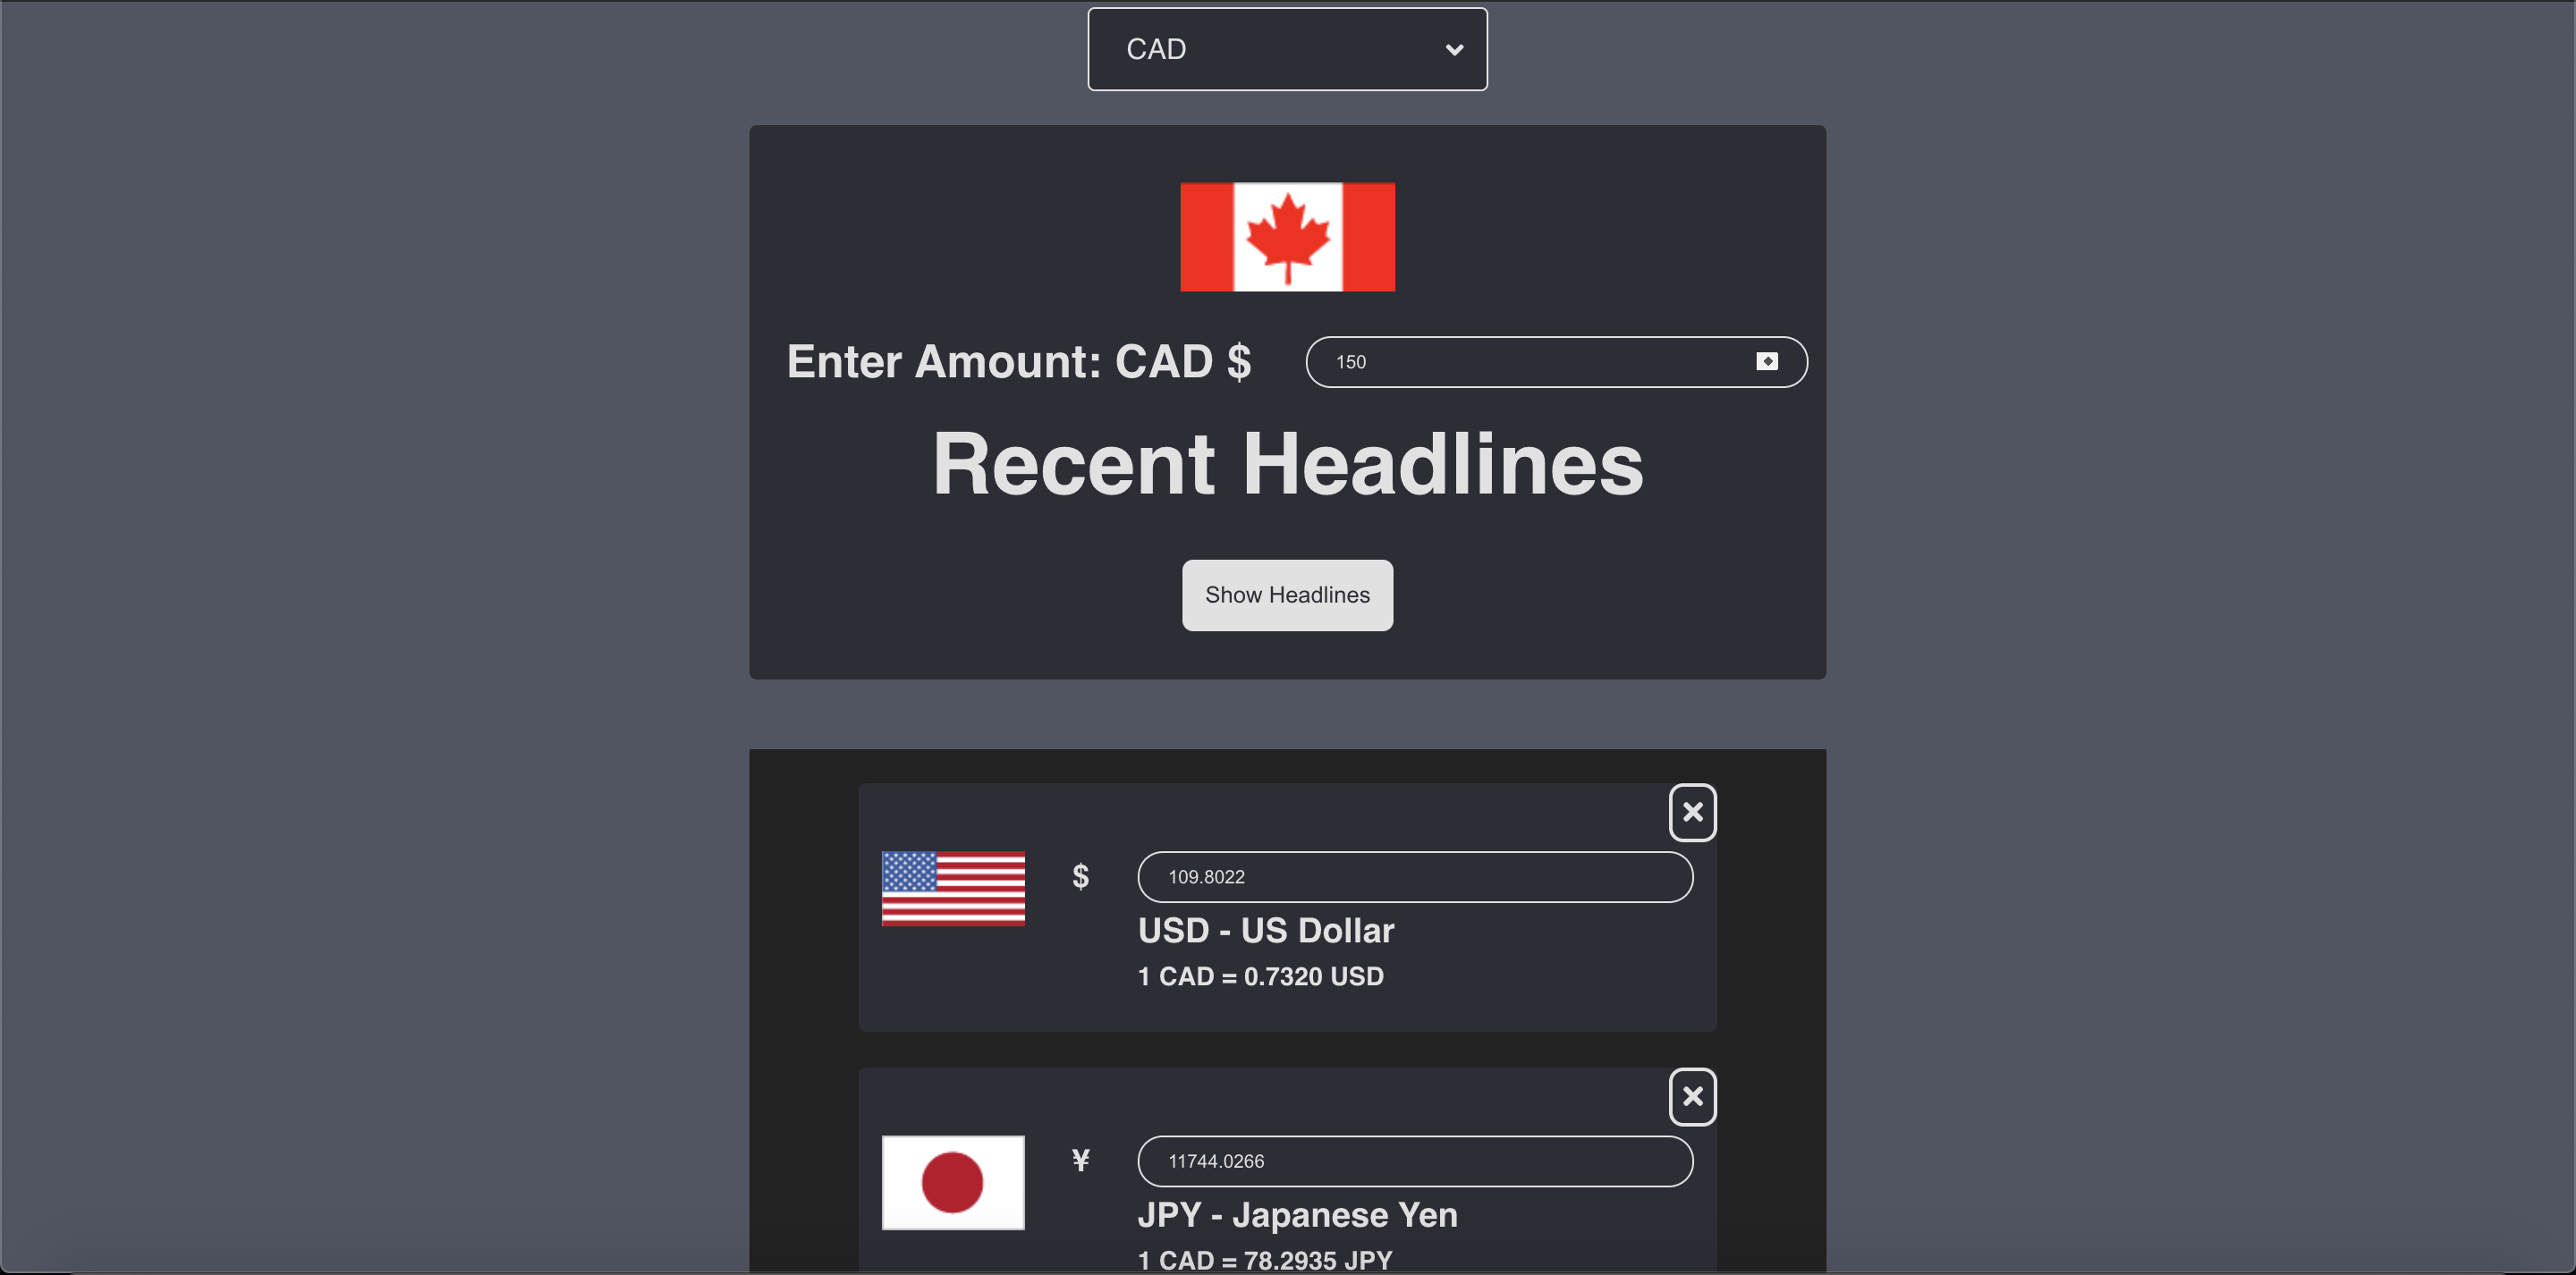 CAD
Enter Amount: CAD $
150
Recent Headlines
Show Headlines
$
109.8022
USD - US Dollar
1 CAD = 0.7320 USD
¥
11744.0266
JPY - Japanese Yen
1 CAD = 78.2935 JPY